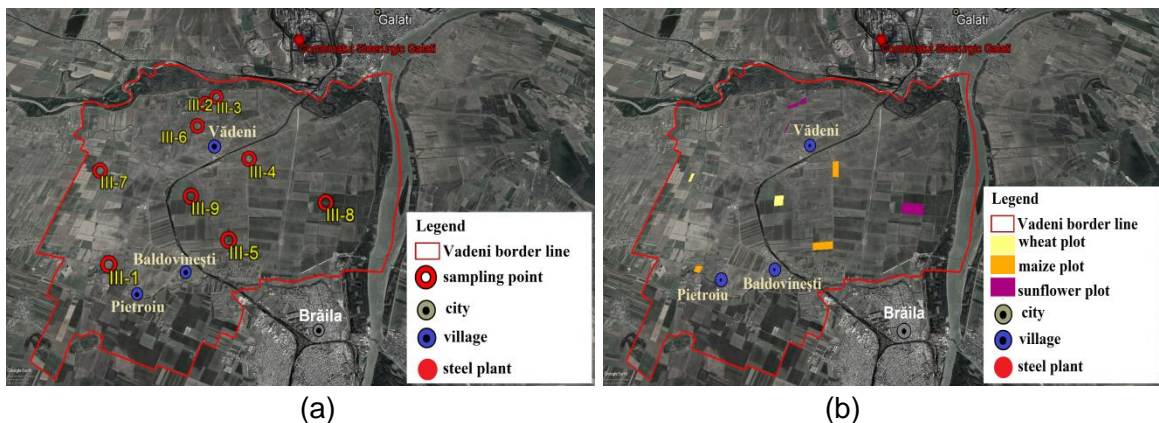 Galati
Combinatul Siderurgic Galati
III-2
III-3
III-6
Vădeni
III-4
III-7
III-9
III-8
III-5
Baldovinești
III-1
Pietroiu
Brăila
Legend
Vadeni border line
sampling point
city
village
steel plant
(a)
Galati
Combinatul Siderurgic Galati
Vădeni
Baldovinești
Pietroiu
Brăila
Legend
Vadeni border line
wheat plot
maize plot
sunflower plot
city
village
steel plant
(b)